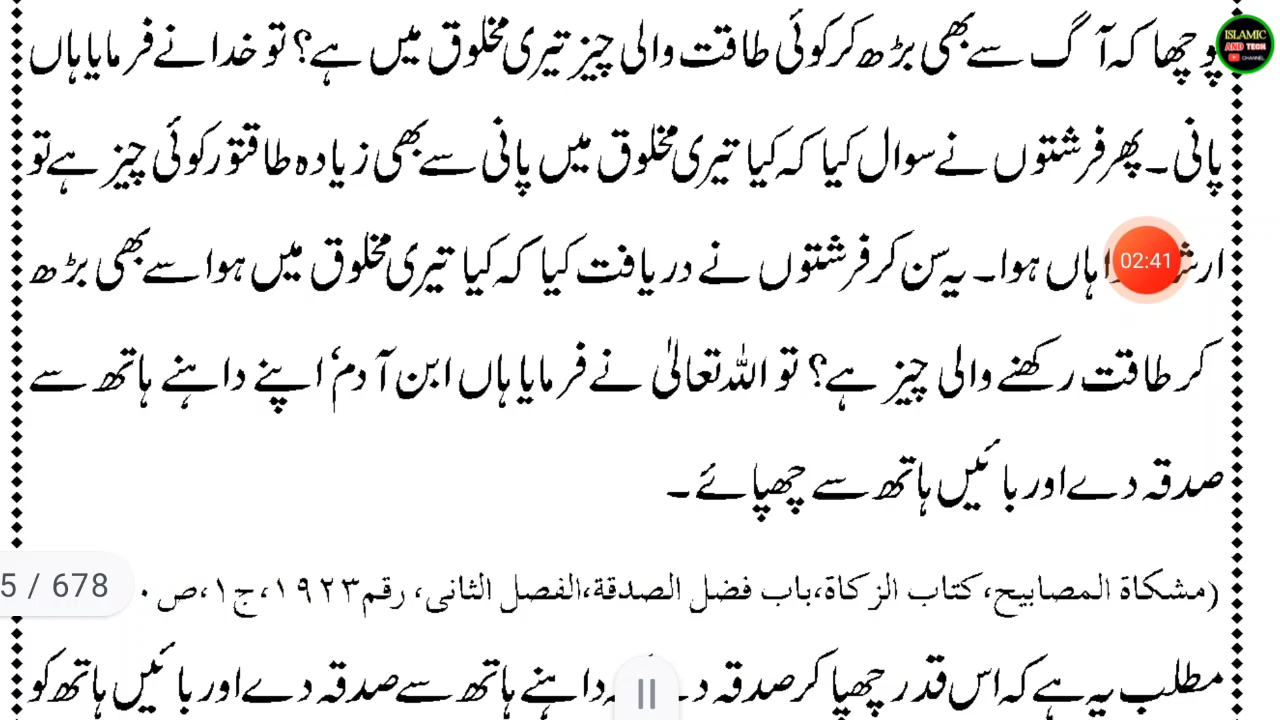 پوچھا کہ آگ سے بھی بڑھ کر کوئی طاقت والی چیز تیری مخلوق میں ہے؟ تو خدا نے فرمایا ہاں
ISLAMIC
AND TECH
CHANNEL
پانی۔ پھر فرشتوں نے سوال کیا کہ کیا تیری مخلوق میں پانی سے بھی زیادہ طاقتور کوئی چیز ہے تو
ہاں ہوا۔ یہ سن کر فرشتوں نے دریافت کیا کہ کیا تیری مخلوق میں ہوا سے بھی بڑھ
02:41
کر طاقت رکھنے والی چیز ہے؟ تو اللہ تعالیٰ نے فرمایا ہاں ابن آدم ٗ اپنے داہنے ہاتھ سے
صدقہ دے اور بائیں ہاتھ سے چھپائے۔
5 / 678
(مشکاۃ المصابیح، کتاب الزکاۃ، باب فضل الصدقة، الفصل الثانی، رقم ۱۹۲۳، ج۱، ص
مطلب یہ ہے کہ اس قدر چھپا کر صدقہ داہنے ہاتھ سے صدقہ دے اور بائیں ہاتھ کو